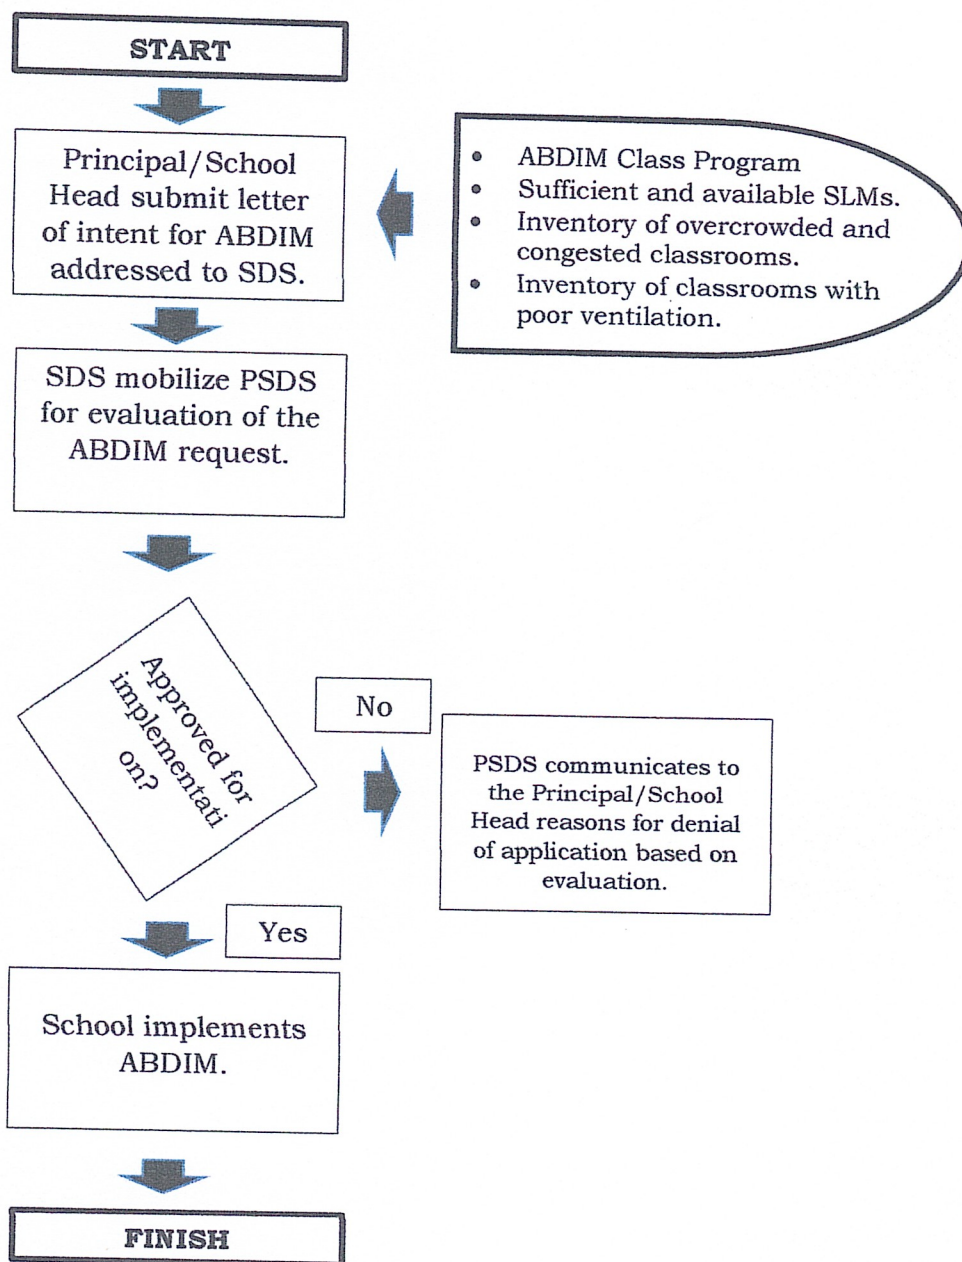 START
Principal/School
Head submit letter
of intent for ABDIM
addressed to SDS.
• ABDIM Class Program
• Sufficient and available SLMs.
• Inventory of overcrowded and
congested classrooms.
• Inventory of classrooms with
poor ventilation.
SDS mobilize PSDS
for evaluation of the
ABDIM request.
Approved for
implementati
on?
No
PSDS communicates to
the Principal/School
Head reasons for denial
of application based on
evaluation.
Yes
School implements
ABDIM.
FINISH